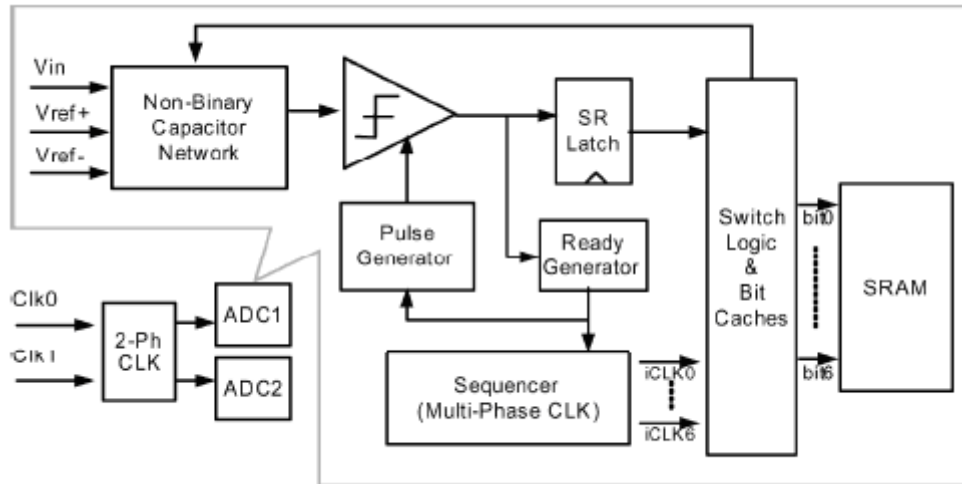 Vin
Vref+
Vref-
Non-Binary
Capacitor
Network
SR
Latch
Pulse
Generator
Ready
Generator
Switch
Logic
&
Bit
Caches
bit0
bit6
SRAM
Clk0
Clk1
2-Ph
CLK
ADC1
ADC2
Sequencer
(Multi-Phase CLK)
iCLK0
iCLK6